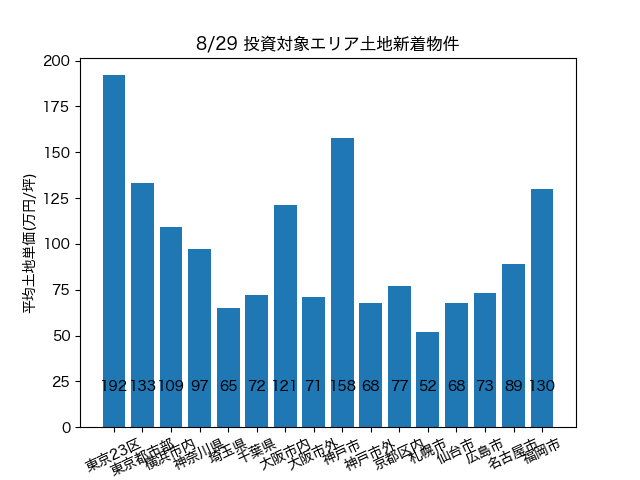 8/29 投資対象エリア土地新着物件
平均土地単価(万円/坪)
200
175
150
125
100
75
50
25
0
192 133 109 97 65 72 121 71 158 68 77 52 68 73 89 130
東京23区
東京都市部
横浜市内
神奈川県
埼玉県
千葉県
大阪市内
大阪市外
神戸市
神戸市外
京都区内
札幌市
仙台市
広島市
名古屋市
福岡市